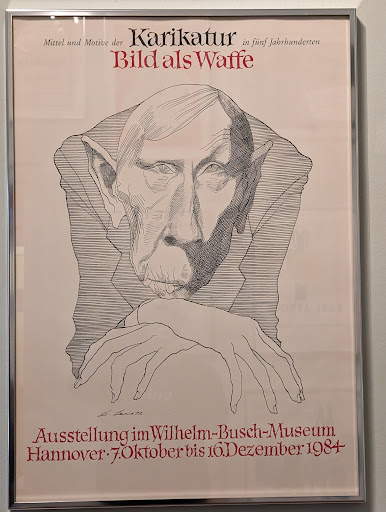 Mittel und Motive der Karikatur in fünf Jahrhunderten
Bild als Waffe
Ausstellung im Wilhelm-Busch-Museum
Hannover · 7. Oktober bis 16. Dezember 1984